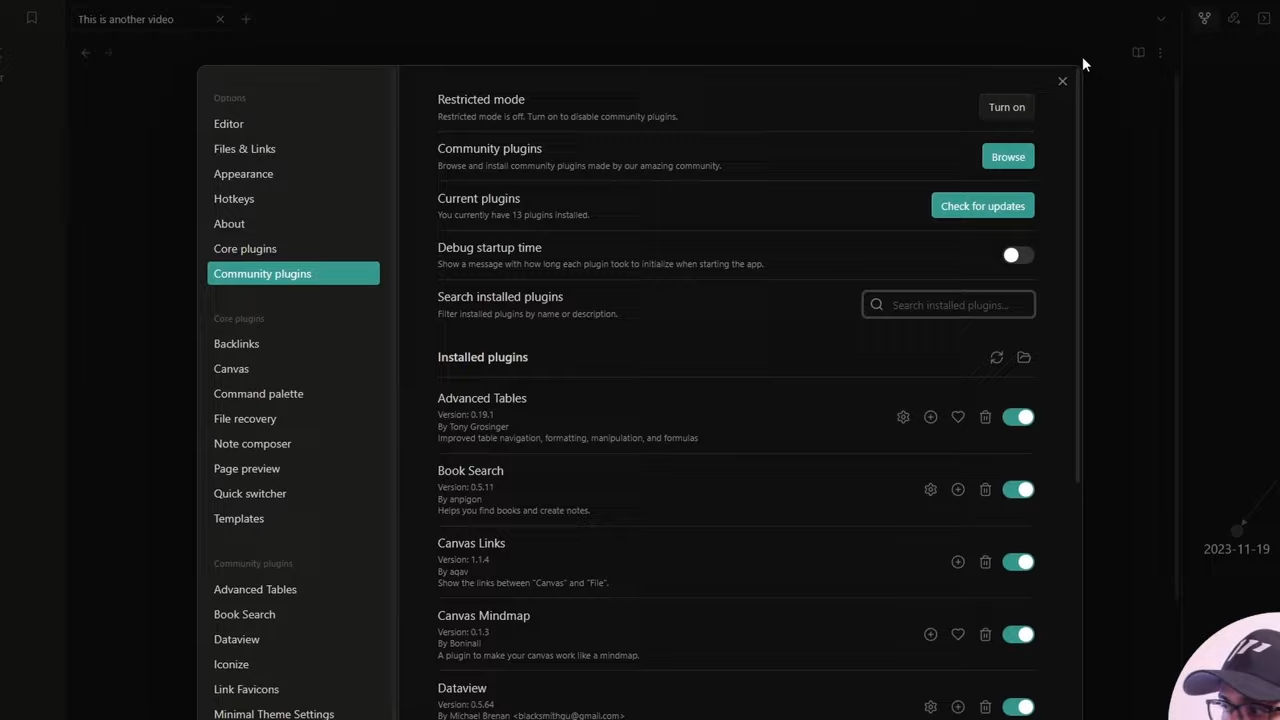 This is another video
Options
Editor
Files & Links
Appearance
Hotkeys
About
Core plugins
Community plugins
Core plugins
Backlinks
Canvas
Command palette
File recovery
Note composer
Page preview
Quick switcher
Templates
Community plugins
Advanced Tables
Book Search
Dataview
Iconize
Link Favicons
Minimal Theme Settings
Restricted mode
Restricted mode is off. Turn on to disable community plugins.
Turn on
Community plugins
Browse and install community plugins made by our amazing community.
Browse
Current plugins
You currently have 13 plugins installed.
Check for updates
Debug startup time
Show a message with how long each plugin took to initialize when starting the app.
Search installed plugins
Filter installed plugins by name or description.
Search installed plugins...
Installed plugins
Advanced Tables
Version: 0.19.1
By Tony Grosinger
Improved table navigation, formatting, manipulation, and formulas
Book Search
Version: 0.5.11
By anpigon
Helps you find books and create notes.
Canvas Links
Version: 1.1.4
By aqav
Show the links between "Canvas" and "File".
Canvas Mindmap
Version: 0.1.3
By Boninall
A plugin to make your canvas work like a mindmap.
Dataview
Version: 0.5.64
By Michael Brenan <blacksmithgu@gmail.com>
2023-11-19